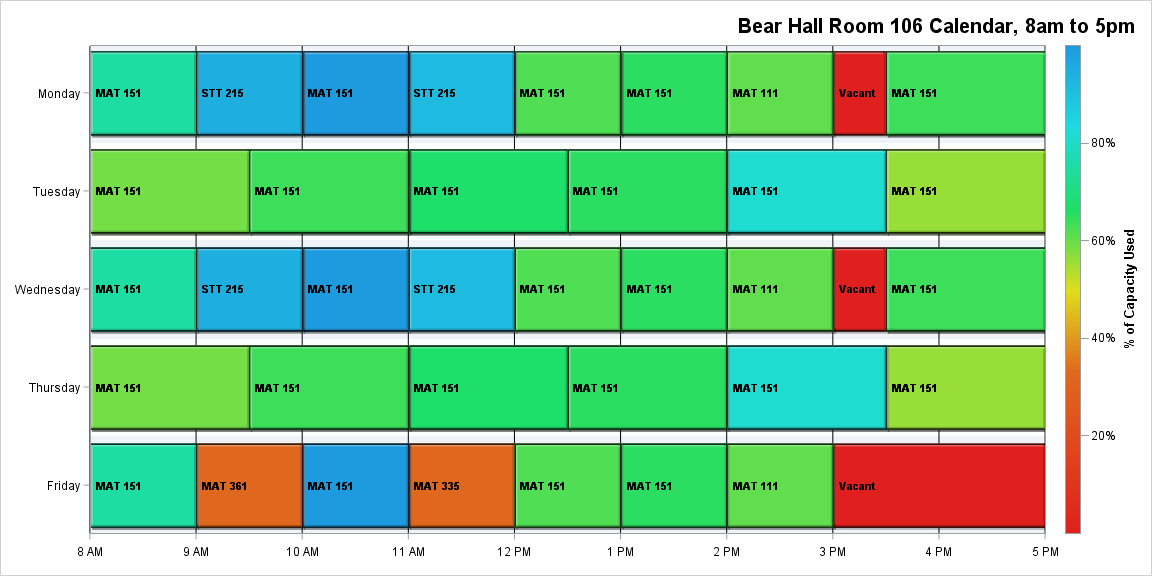 Bear Hall Room 106 Calendar, 8am to 5pm
Monday
MAT 151
STT 215
MAT 151
STT 215
MAT 151
MAT 151
MAT 111
Vacant
MAT 151
Tuesday
MAT 151
MAT 151
MAT 151
MAT 151
MAT 151
MAT 151
Wednesday
MAT 151
STT 215
MAT 151
STT 215
MAT 151
MAT 151
MAT 111
Vacant
MAT 151
Thursday
MAT 151
MAT 151
MAT 151
MAT 151
MAT 151
MAT 151
Friday
MAT 151
MAT 361
MAT 151
MAT 335
MAT 151
MAT 151
MAT 111
Vacant
8 AM
9 AM
10 AM
11 AM
12 PM
1 PM
2 PM
3 PM
4 PM
5 PM
80%
60%
40%
20%
% of Capacity Used